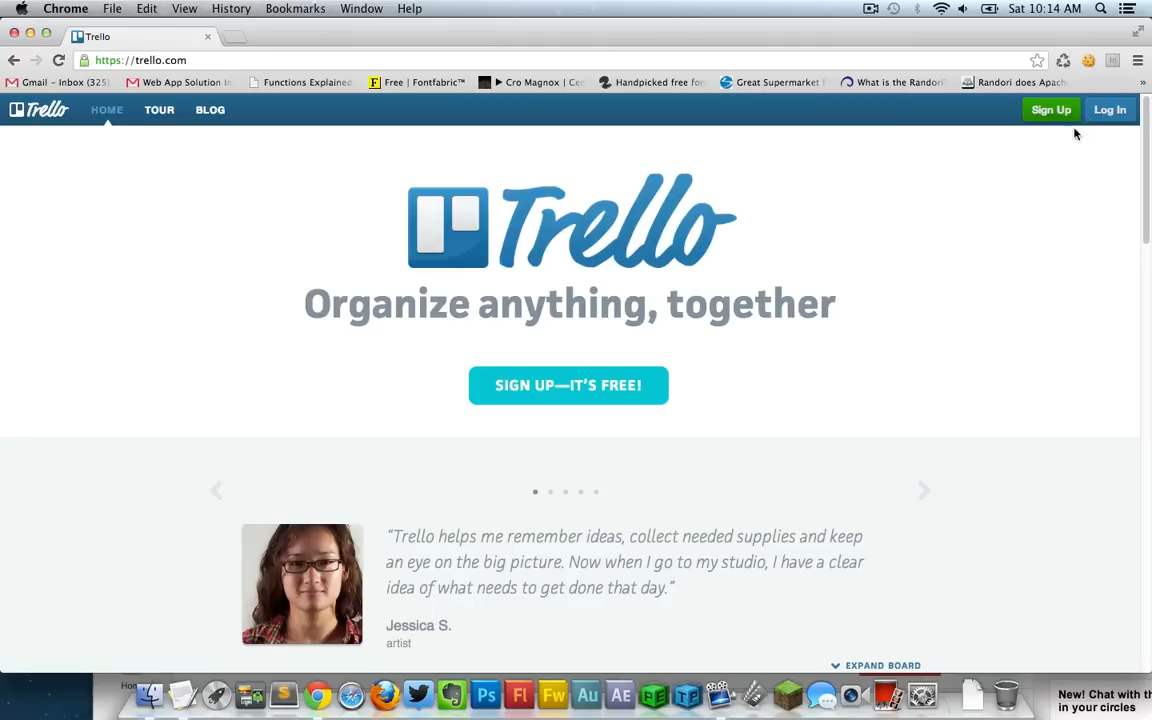 Chrome File Edit View History Bookmarks Window Help Sat 10:14 AM
Trello
https://trello.com
Gmail - Inbox (325) Web App Solution Functions Explained Free | Fontfabric™ Cro Magnox | Handpicked free Great Supermarket What is the Randori Randori does
Trello HOME TOUR BLOG Sign Up Log In
Trello
Organize anything, together
SIGN UP—IT'S FREE!
“Trello helps me remember ideas, collect needed supplies and keep
an eye on the big picture. Now when I go to my studio, I have a clear
idea of what needs to get done that day.”
Jessica S.
artist
EXPAND BOARD
Ps Fl Fw Au AE
New! Chat with
in your circles